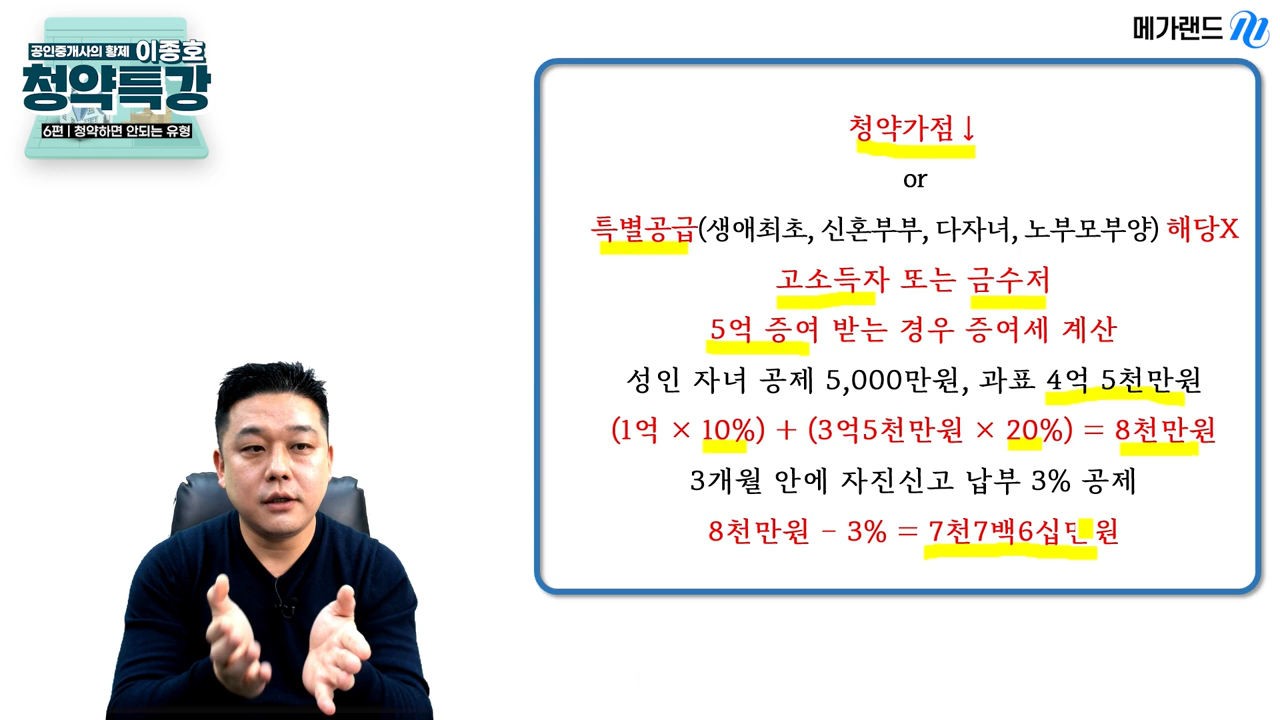 공인중개사의 황제 이종호
청약특강
6편 | 청약하면 안되는 유형
메가랜드
청약가점↓
or
특별공급(생애최초, 신혼부부, 다자녀, 노부모부양) 해당X
고소득자 또는 금수저
5억 증여 받는 경우 증여세 계산
성인 자녀 공제 5,000만원, 과표 4억 5천만원
(1억 × 10%) + (3억5천만원 × 20%) = 8천만원
3개월 안에 자진신고 납부 3% 공제
8천만원 - 3% = 7천7백6십만원